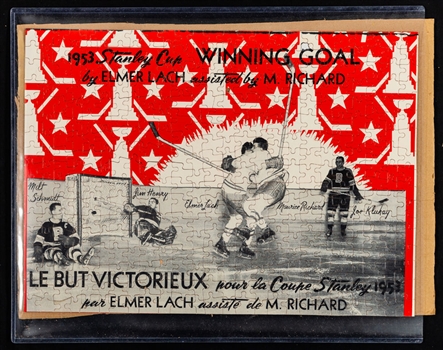 1953 Stanley Cup WINNING GOAL
by ELMER LACH assisted by M. RICHARD
Milt
Schmidt
Jim Henry
Elmer Lach
Maurice Richard
Joe Klukay
LE BUT VICTORIEUX pour la Coupe Stanley 1953
par ELMER LACH assisté de M. RICHARD